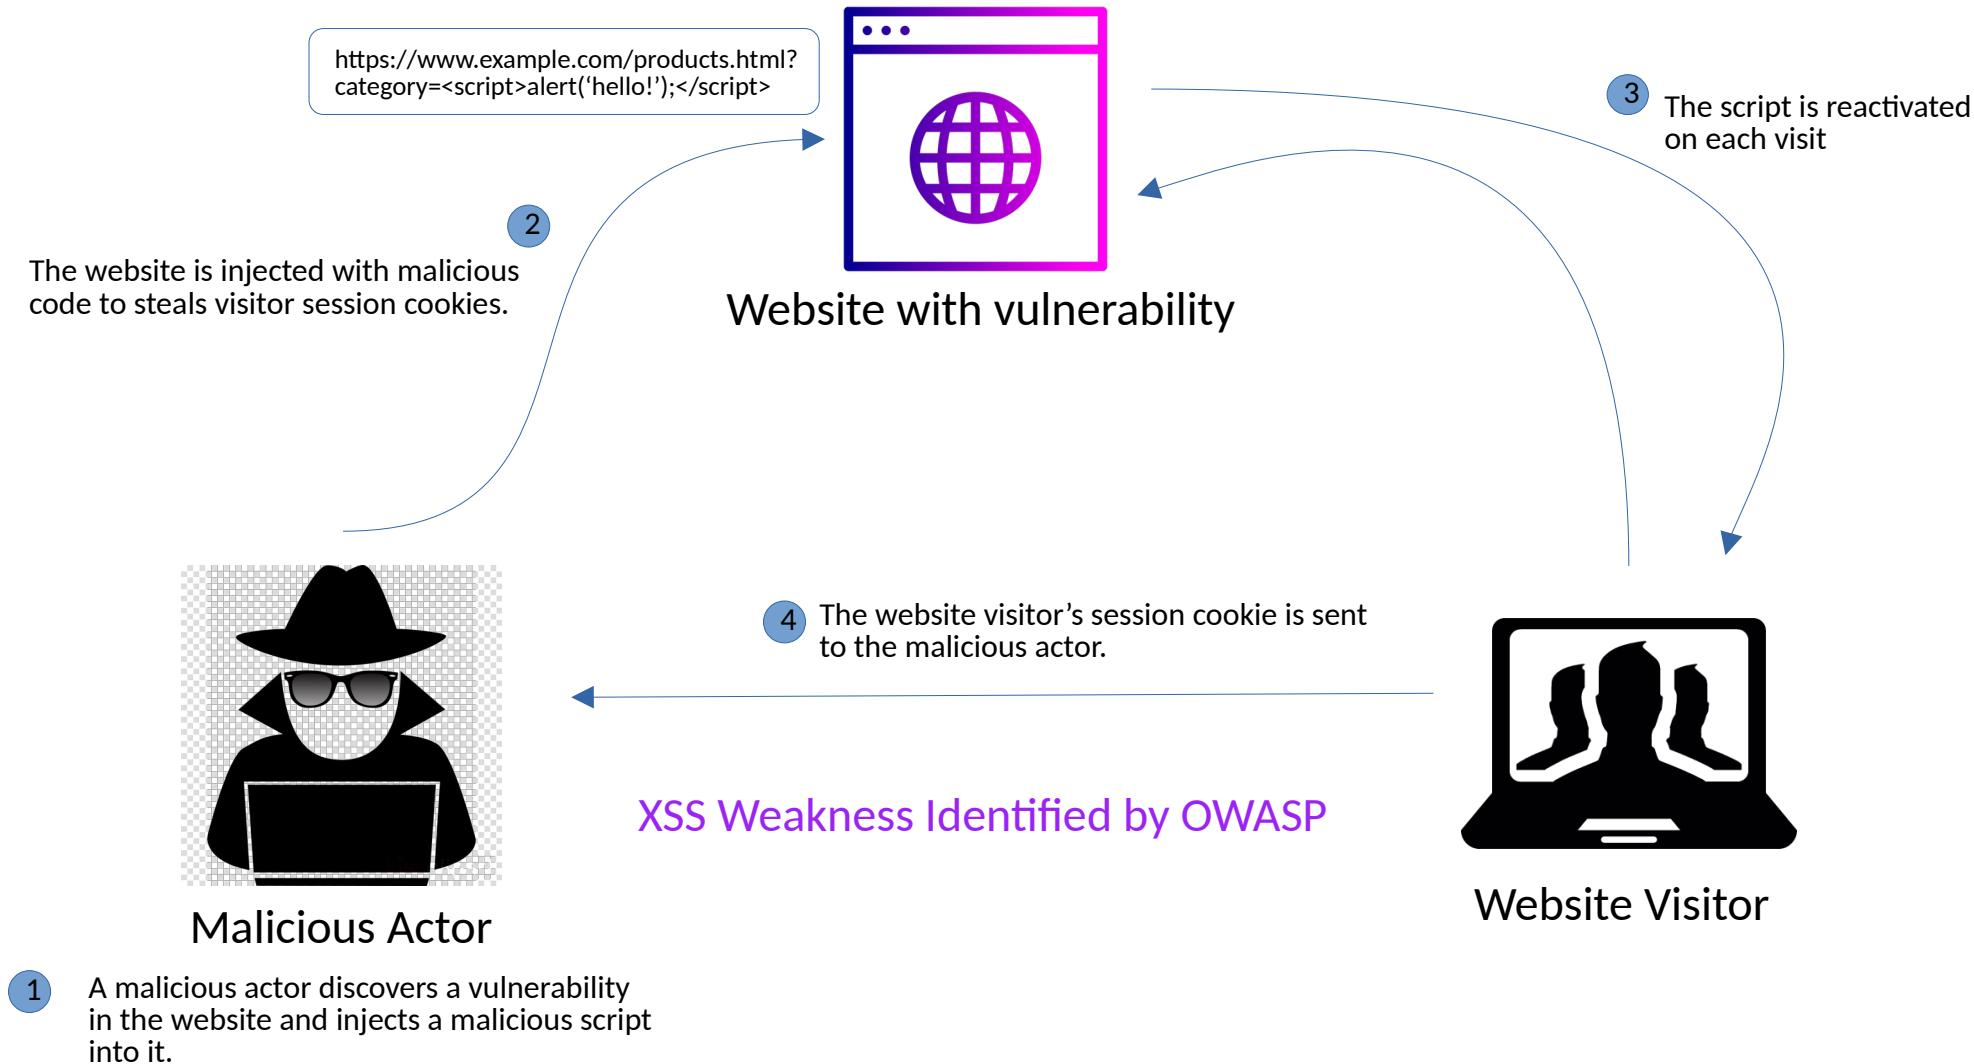 https://www.example.com/products.html?
category=<script>alert(‘hello!’);</script>
3
The script is reactivated
on each visit
2
The website is injected with malicious
code to steals visitor session cookies.
Website with vulnerability
4
The website visitor’s session cookie is sent
to the malicious actor.
XSS Weakness Identified by OWASP
Malicious Actor
Website Visitor
1
A malicious actor discovers a vulnerability
in the website and injects a malicious script
into it.